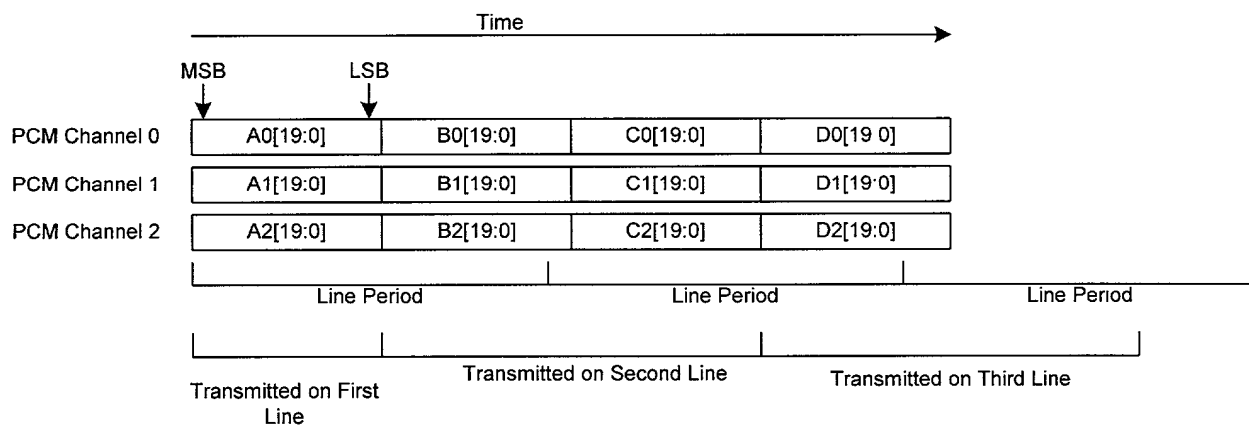 Time
MSB LSB
PCM Channel 0 A0[19:0] B0[19:0] C0[19:0] D0[19 0]
PCM Channel 1 A1[19:0] B1[19:0] C1[19:0] D1[19:0]
PCM Channel 2 A2[19:0] B2[19:0] C2[19:0] D2[19:0]
Line Period Line Period Line Period
Transmitted on First Line Transmitted on Second Line Transmitted on Third Line